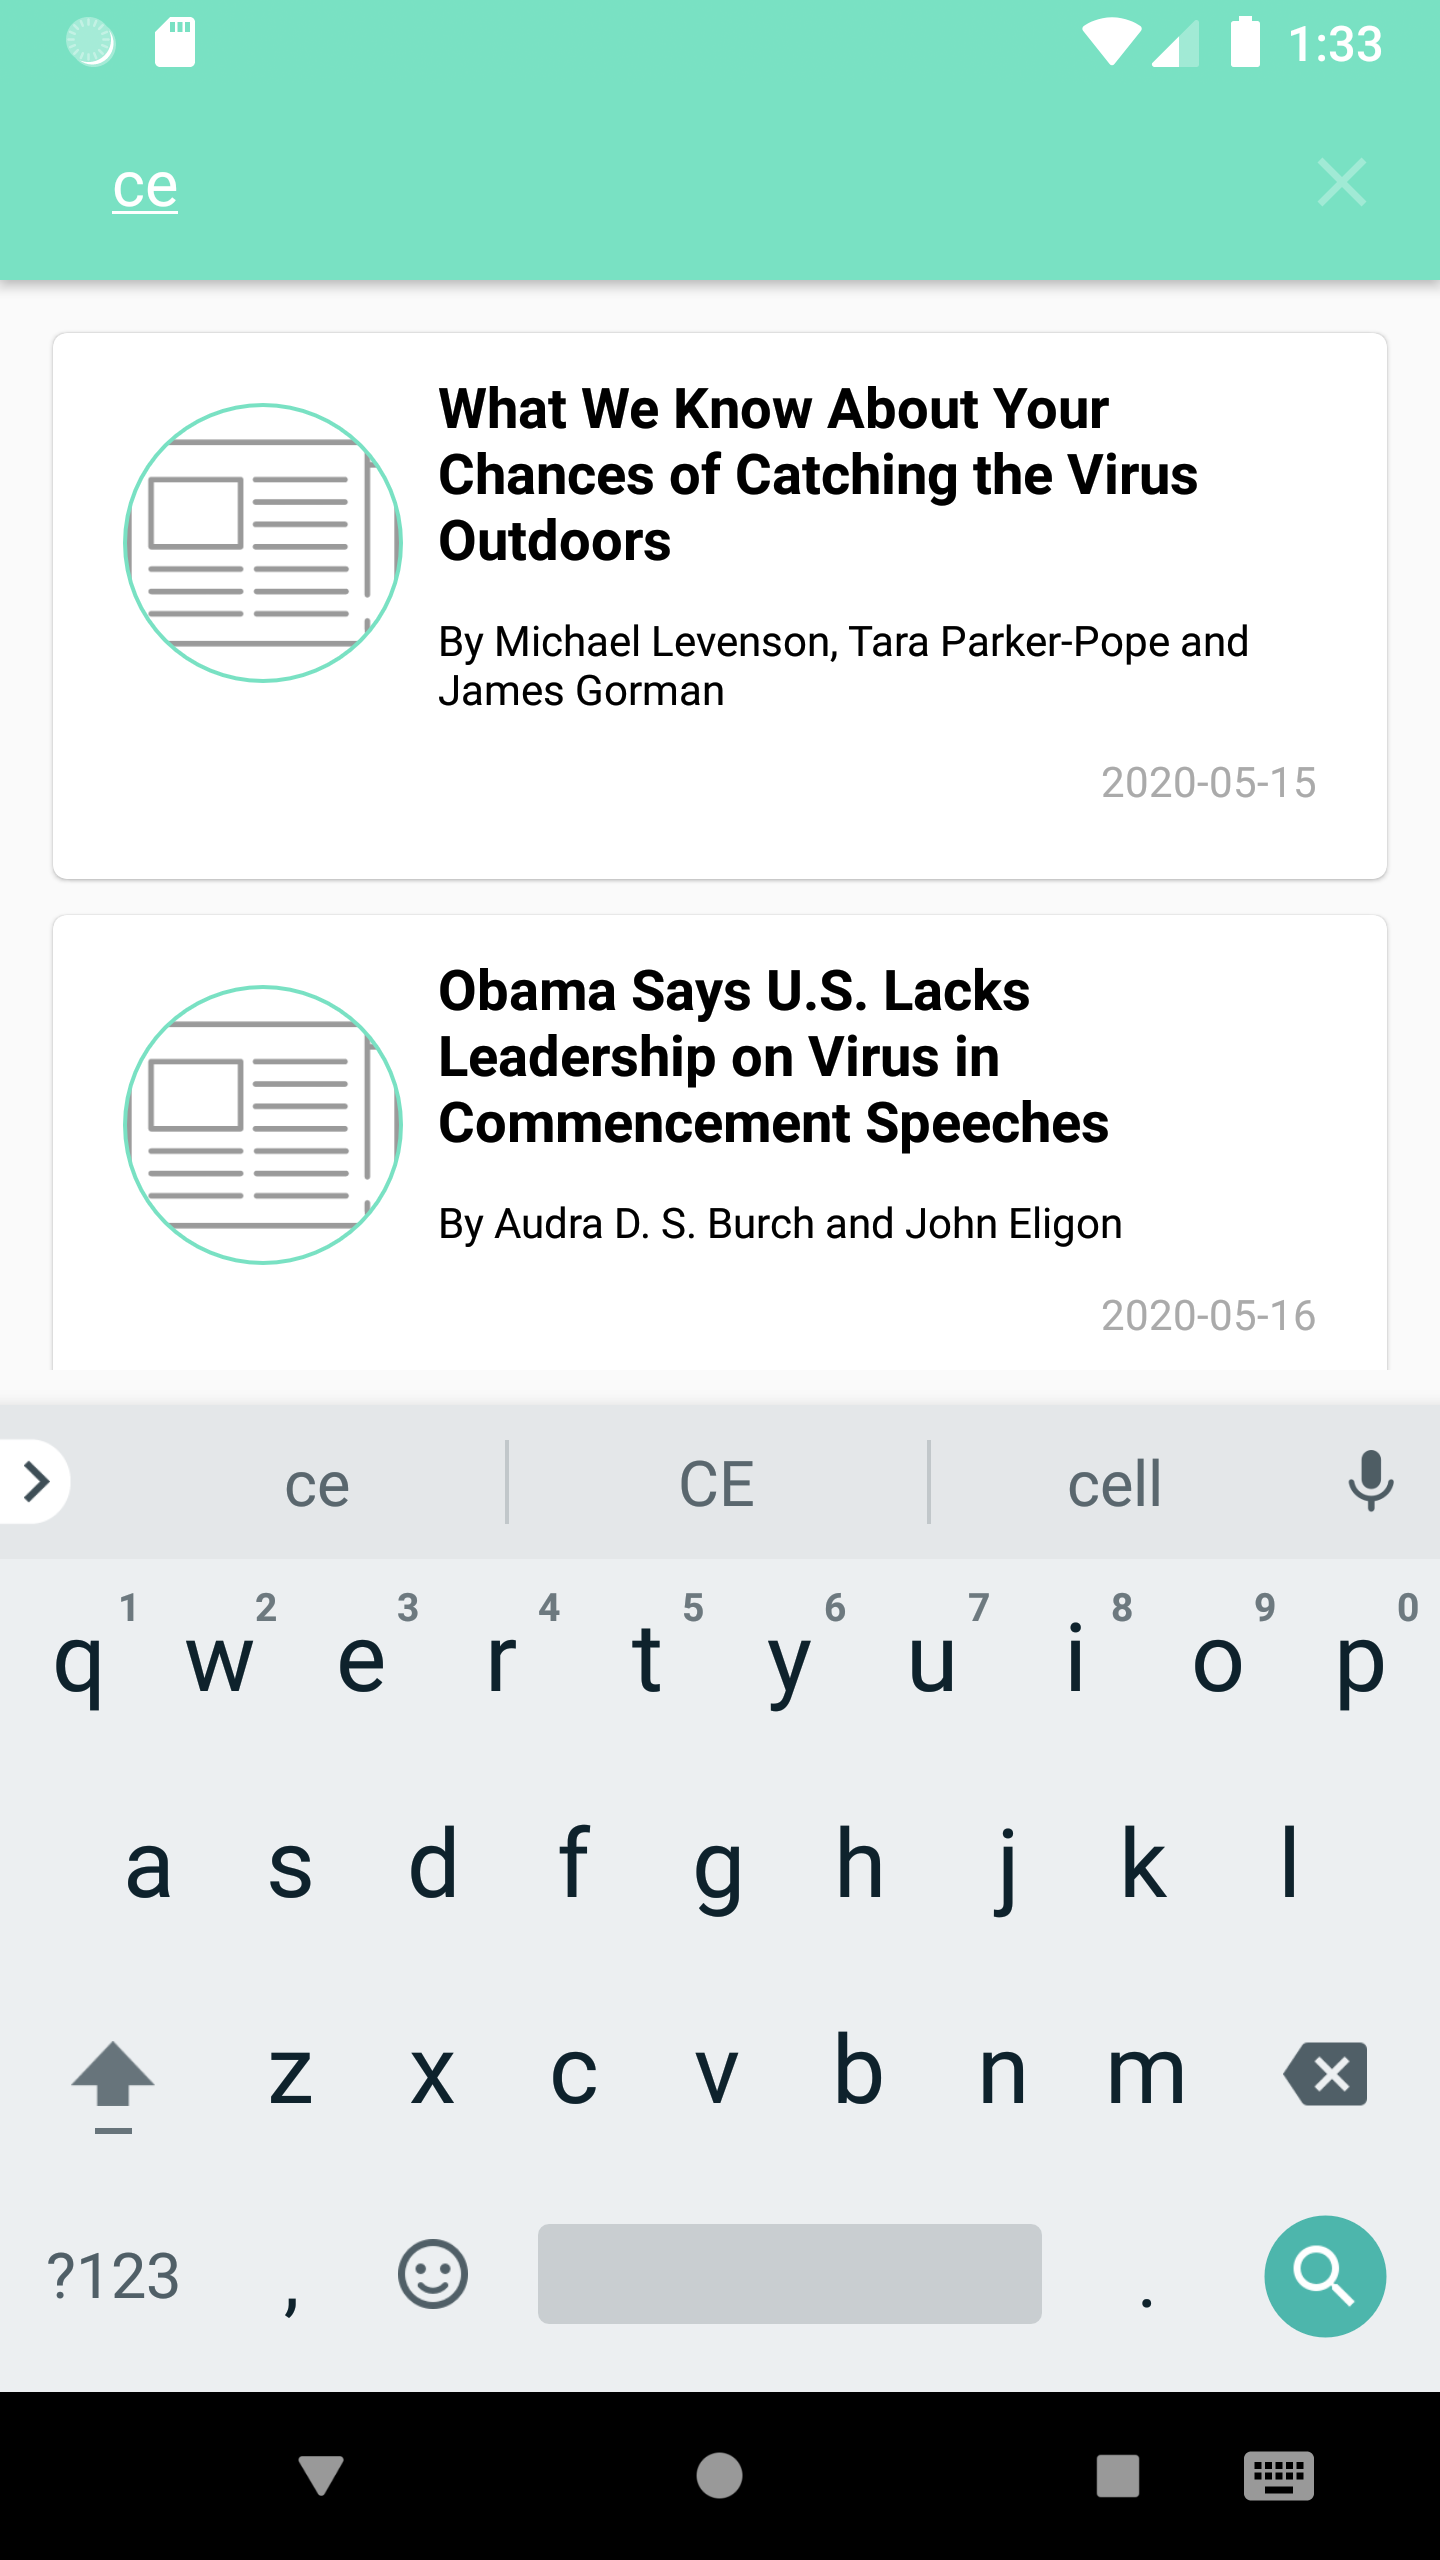 1:33
ce
What We Know About Your
Chances of Catching the Virus
Outdoors
By Michael Levenson, Tara Parker-Pope and
James Gorman
2020-05-15
Obama Says U.S. Lacks
Leadership on Virus in
Commencement Speeches
By Audra D. S. Burch and John Eligon
2020-05-16
ce CE cell
1 2 3 4 5 6 7 8 9 0
q w e r t y u i o p
a s d f g h j k l
z x c v b n m
?123 , .